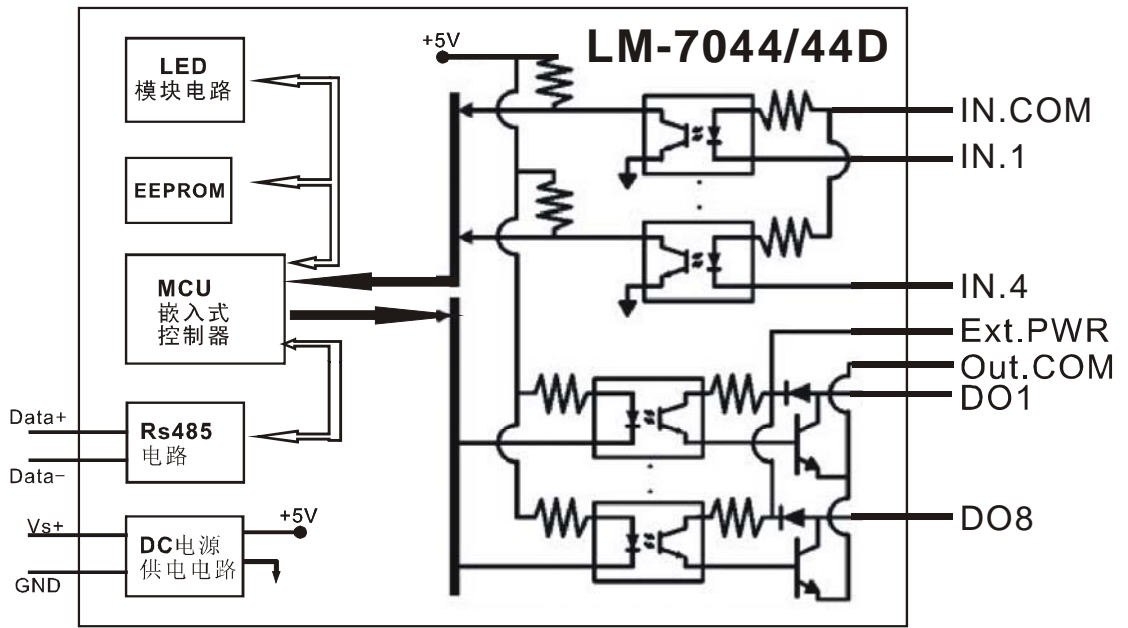 LM-7044/44D
+5V
LED
模块电路
EEPROM
MCU
嵌入式
控制器
Data+
Data-
Rs485
电路
Vs+
GND
DC电源
供电电路
+5V
IN.COM
IN.1
IN.4
Ext.PWR
Out.COM
DO1
DO8